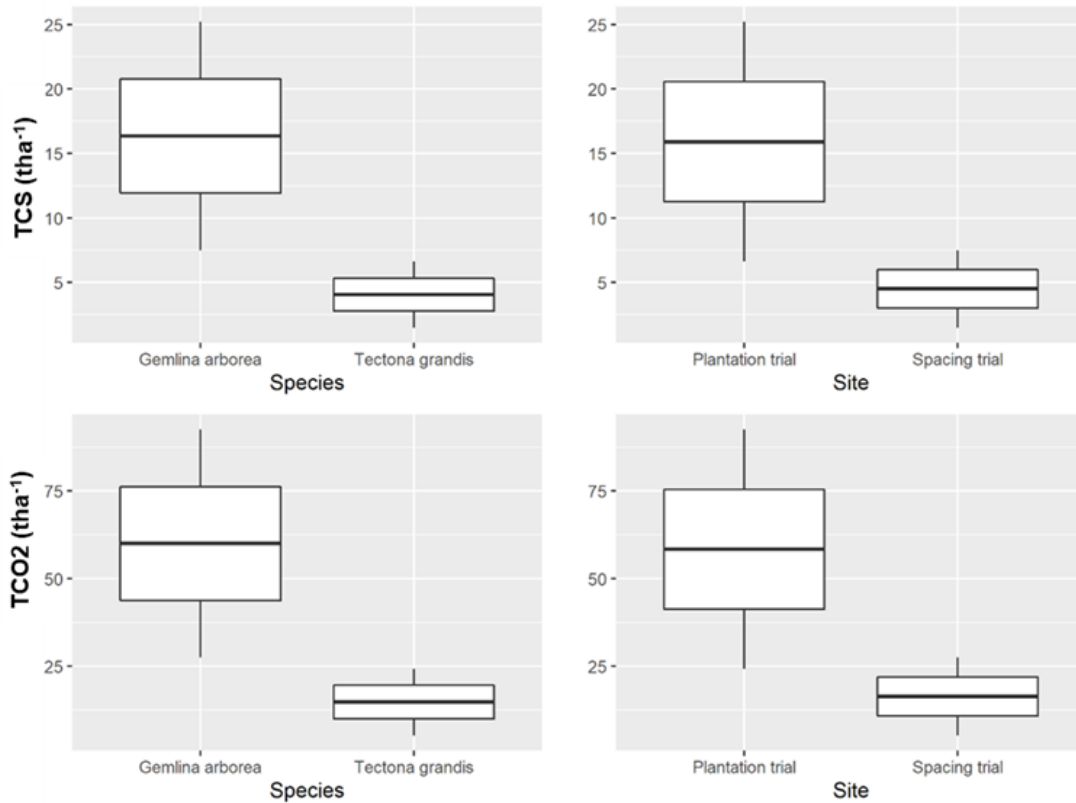 TCS (tha⁻¹)
25
20
15
10
5
Gemlina arborea Tectona grandis
Species
25
20
15
10
5
Plantation trial Spacing trial
Site
TCO2 (tha⁻¹)
75
50
25
Gemlina arborea Tectona grandis
Species
75
50
25
Plantation trial Spacing trial
Site